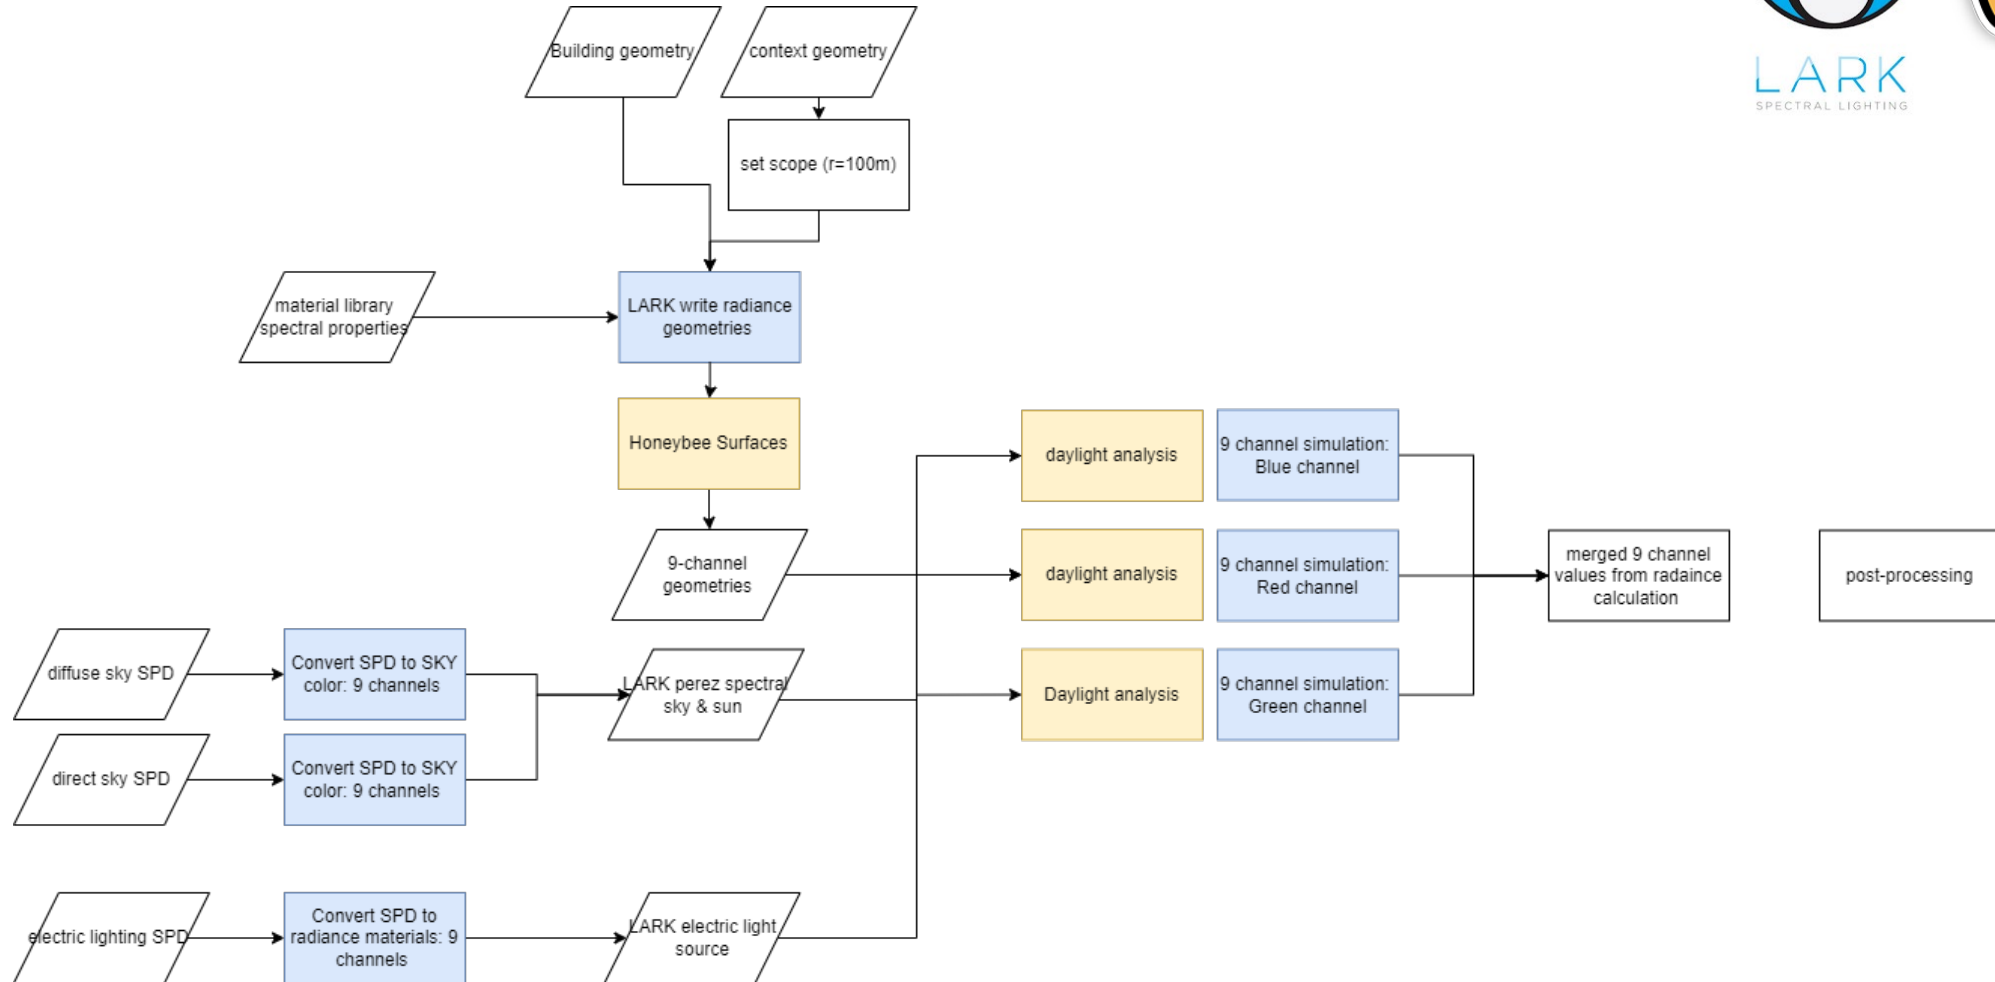 Building geometry
context geometry
LARK
SPECTRAL LIGHTING
set scope (r=100m)
material library
spectral properties
LARK write radiance
geometries
Honeybee Surfaces
daylight analysis
9 channel simulation:
Blue channel
9-channel
geometries
daylight analysis
9 channel simulation:
Red channel
merged 9 channel
values from radaince
calculation
post-processing
diffuse sky SPD
Convert SPD to SKY
color: 9 channels
LARK perez spectral
sky & sun
Daylight analysis
9 channel simulation:
Green channel
direct sky SPD
Convert SPD to SKY
color: 9 channels
electric lighting SPD
Convert SPD to
radiance materials: 9
channels
LARK electric light
source